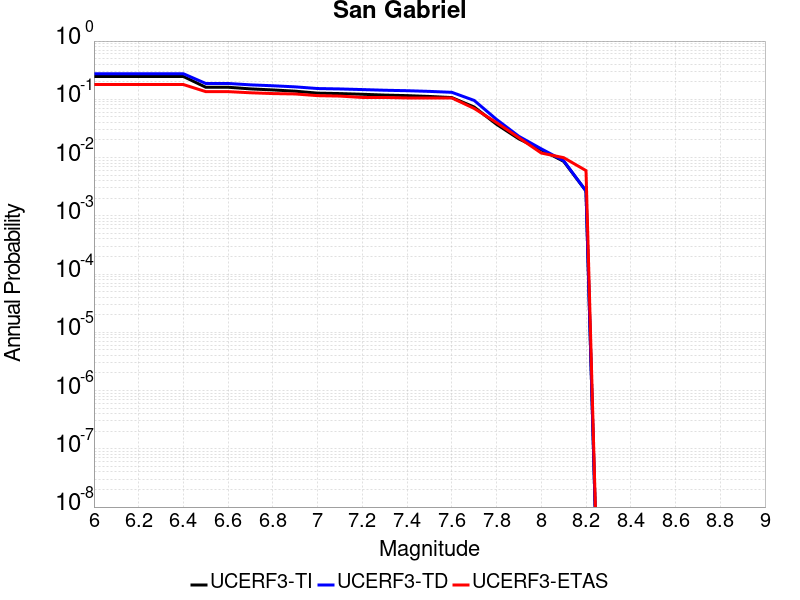 San Gabriel
Annual Probability
10^0
10^-1
10^-2
10^-3
10^-4
10^-5
10^-6
10^-7
10^-8
6 6.2 6.4 6.6 6.8 7 7.2 7.4 7.6 7.8 8 8.2 8.4 8.6 8.8 9
Magnitude
UCERF3-TI UCERF3-TD UCERF3-ETAS